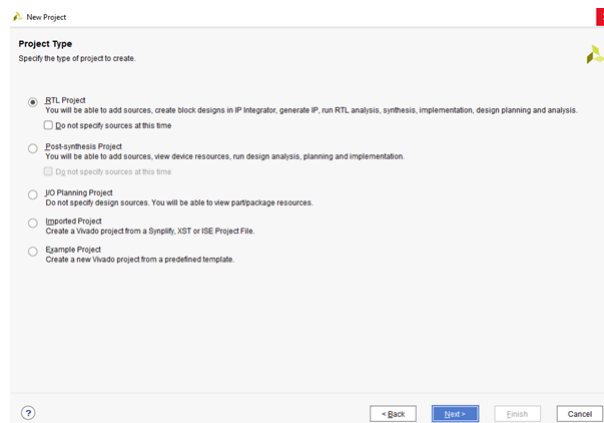 New Project
Project Type
Specify the type of project to create.
RTL Project
You will be able to add sources, create block designs in IP Integrator, generate IP, run RTL analysis, synthesis, implementation, design planning and analysis.
Do not specify sources at this time
Post-synthesis Project
You will be able to add sources, view device resources, run design analysis, planning and implementation.
Do not specify sources at this time
I/O Planning Project
Do not specify design sources. You will be able to view part/package resources.
Imported Project
Create a Vivado project from a Synplify, XST or ISE Project File.
Example Project
Create a new Vivado project from a predefined template.
? < Back Next > Finish Cancel